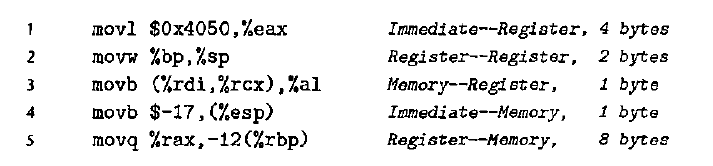 1 movl $0x4050,%eax Immediate--Register, 4 bytes
2 movw %bp,%sp Register--Register, 2 bytes
3 movb (%rdi,%rcx),%al Memory--Register, 1 byte
4 movb $-17,(%esp) Immediate--Memory, 1 byte
5 movq %rax,-12(%rbp) Register--Memory, 8 bytes